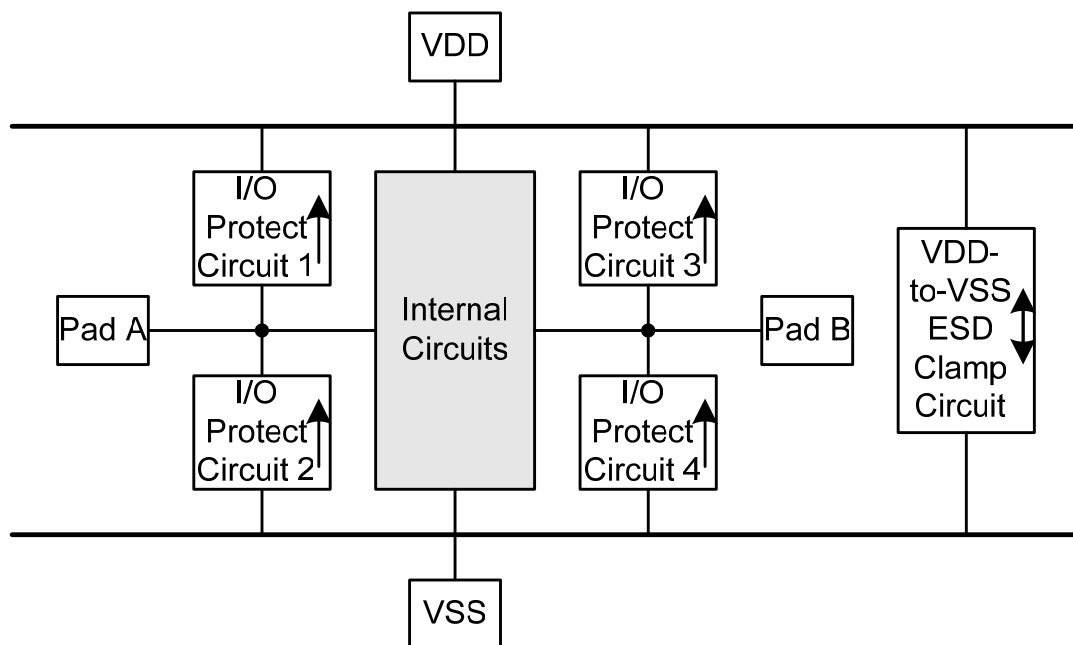 VDD
I/O
Protect
Circuit 1
I/O
Protect
Circuit 3
Pad A
Internal
Circuits
Pad B
VDD-
to-VSS
ESD
Clamp
Circuit
I/O
Protect
Circuit 2
I/O
Protect
Circuit 4
VSS